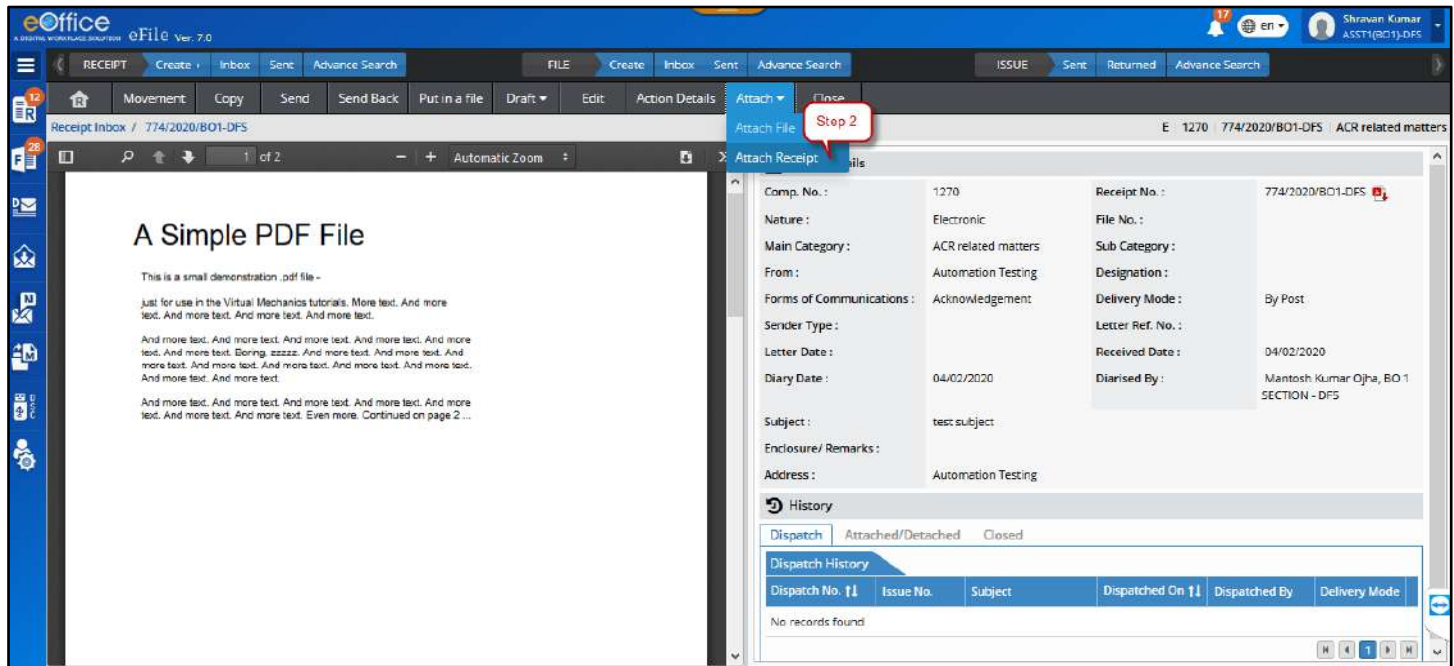 eOffice
A DIGITAL WORKPLACE SOLUTION
eFile Ver. 7.0
17
en
Shravan Kumar
ASST1(BO1)-DFS
RECEIPT Create Inbox Sent Advance Search FILE Create Inbox Sent Advance Search ISSUE Sent Returned Advance Search
12
R
Movement Copy Send Send Back Put in a file Draft Edit Action Details Attach Close
Attach File
Attach Receipt
Step 2
Receipt Inbox / 774/2020/BO1-DFS
E 1270 774/2020/BO1-DFS ACR related matters
28
F
1 of 2 − + Automatic Zoom
D
N
M
DSC
A Simple PDF File
This is a small demonstration .pdf file -
just for use in the Virtual Mechanics tutorials. More text. And more
text. And more text. And more text. And more text.
And more text. And more text. And more text. And more text. And more
text. And more text. Boring, zzzzz. And more text. And more text. And
more text. And more text. And more text. And more text. And more text.
And more text. And more text.
And more text. And more text. And more text. And more text. And more
text. And more text. And more text. Even more. Continued on page 2 ...
ils
Comp. No. : 1270 Receipt No. : 774/2020/BO1-DFS
Nature : Electronic File No. :
Main Category : ACR related matters Sub Category :
From : Automation Testing Designation :
Forms of Communications : Acknowledgement Delivery Mode : By Post
Sender Type : Letter Ref. No. :
Letter Date : Received Date : 04/02/2020
Diary Date : 04/02/2020 Diarised By : Mantosh Kumar Ojha, BO 1
SECTION - DFS
Subject : test subject
Enclosure/ Remarks :
Address : Automation Testing
History
Dispatch Attached/Detached Closed
Dispatch History
Dispatch No. Issue No. Subject Dispatched On Dispatched By Delivery Mode
No records found
1